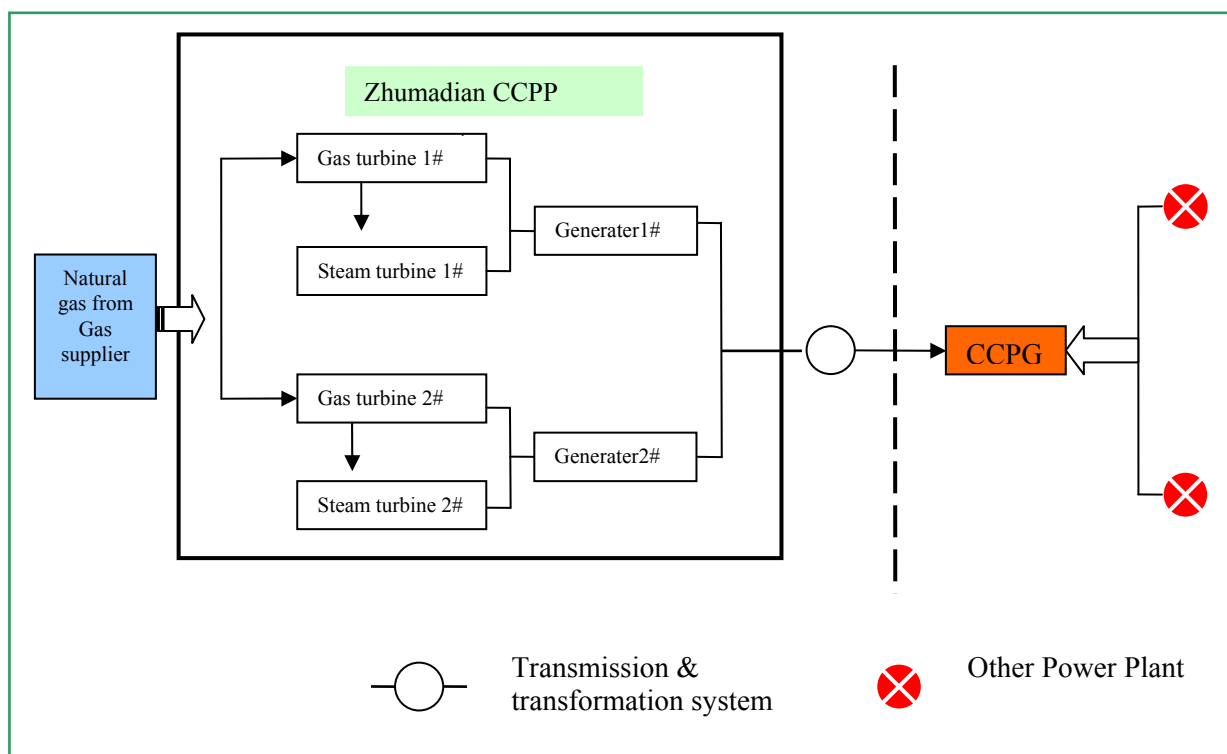 Zhumadian CCPP
Gas turbine 1#
Generater1#
Steam turbine 1#
Natural
gas from
Gas
supplier
CCPG
Gas turbine 2#
Generater2#
Steam turbine 2#
Transmission &
transformation system
Other Power Plant